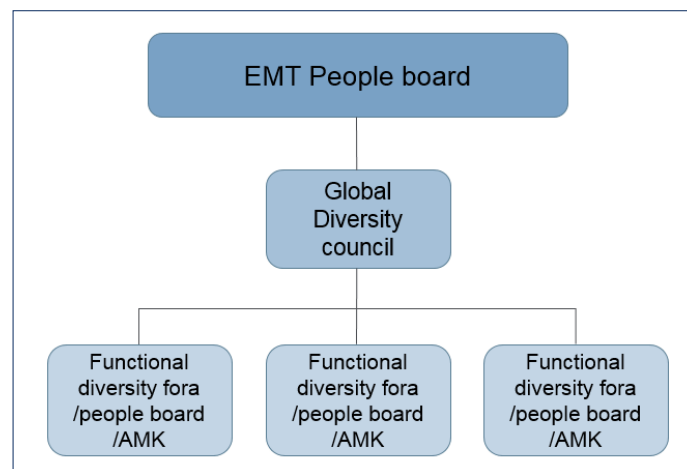 EMT People board
Global
Diversity
council
Functional
diversity fora
/people board
/AMK
Functional
diversity fora
/people board
/AMK
Functional
diversity fora
/people board
/AMK